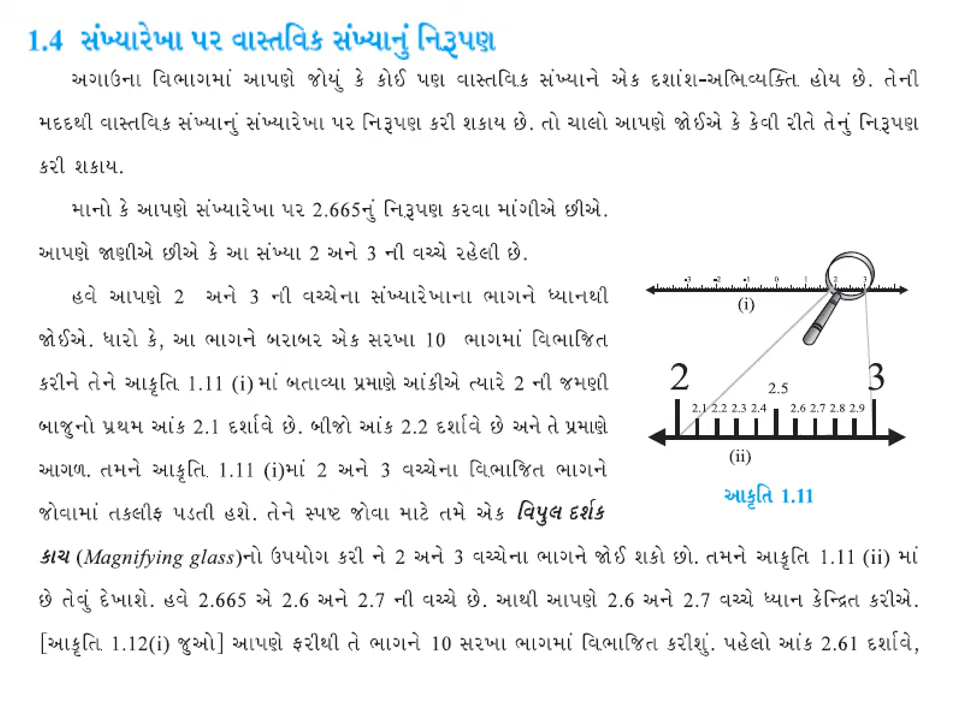 1.4 સંખ્યારેખા પર વાસ્તવિક સંખ્યાનું નિરૂપણ
અગાઉના વિભાગમાં આપણે જોયું કે કોઈ પણ વાસ્તવિક સંખ્યાને એક દશાંશ-અભિવ્યક્તિ હોય છે. તેની
મદદથી વાસ્તવિક સંખ્યાનું સંખ્યારેખા પર નિરૂપણ કરી શકાય છે. તો ચાલો આપણે જોઈએ કે કેવી રીતે તેનું નિરૂપણ
કરી શકાય.
માનો કે આપણે સંખ્યારેખા પર 2.665નું નિરૂપણ કરવા માંગીએ છીએ.
આપણે જાણીએ છીએ કે આ સંખ્યા 2 અને 3 ની વચ્ચે રહેલી છે.
હવે આપણે 2 અને 3 ની વચ્ચેના સંખ્યારેખાના ભાગને ધ્યાનથી
જોઈએ. ધારો કે, આ ભાગને બરાબર એક સરખા 10 ભાગમાં વિભાજિત
કરીને તેને આકૃતિ 1.11 (i) માં બતાવ્યા પ્રમાણે આંકીએ ત્યારે 2 ની જમણી
બાજુનો પ્રથમ આંક 2.1 દર્શાવે છે. બીજો આંક 2.2 દર્શાવે છે અને તે પ્રમાણે
આગળ. તમને આકૃતિ 1.11 (i)માં 2 અને 3 વચ્ચેના વિભાજિત ભાગને
જોવામાં તકલીફ પડતી હશે. તેને સ્પષ્ટ જોવા માટે તમે એક વિપુલ દર્શક
કાચ (Magnifying glass)નો ઉપયોગ કરી ને 2 અને 3 વચ્ચેના ભાગને જોઈ શકો છો. તમને આકૃતિ 1.11 (ii) માં
છે તેવું દેખાશે. હવે 2.665 એ 2.6 અને 2.7 ની વચ્ચે છે. આથી આપણે 2.6 અને 2.7 વચ્ચે ધ્યાન કેન્દ્રિત કરીએ.
[આકૃતિ 1.12(i) જુઓ] આપણે ફરીથી તે ભાગને 10 સરખા ભાગમાં વિભાજિત કરીશું. પહેલો આંક 2.61 દર્શાવે,
-3 -2 -1 0 1 2 3
(i)
2 2.5 3
2.1 2.2 2.3 2.4 2.6 2.7 2.8 2.9
(ii)
આકૃતિ 1.11